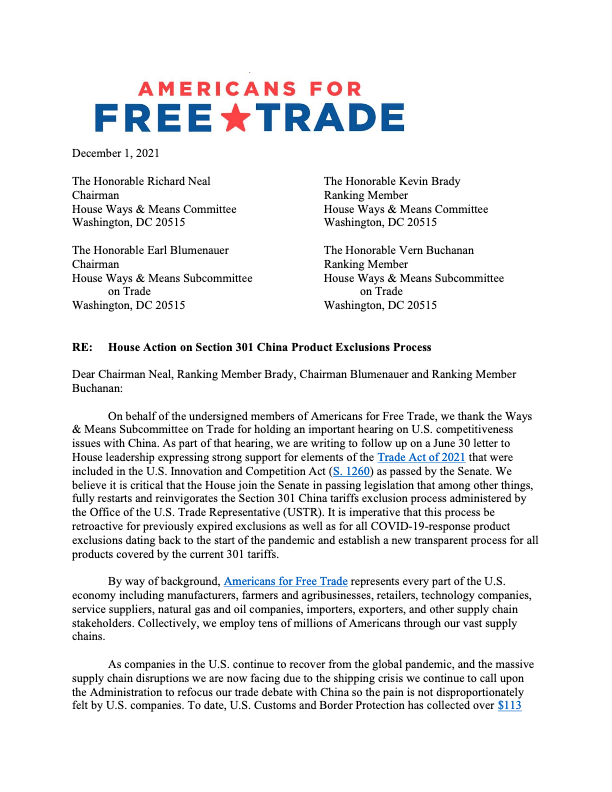 AMERICANS FOR
FREE TRADE
December 1, 2021
The Honorable Richard Neal
Chairman
House Ways & Means Committee
Washington, DC 20515
The Honorable Kevin Brady
Ranking Member
House Ways & Means Committee
Washington, DC 20515
The Honorable Earl Blumenauer
Chairman
House Ways & Means Subcommittee
on Trade
Washington, DC 20515
The Honorable Vern Buchanan
Ranking Member
House Ways & Means Subcommittee
on Trade
Washington, DC 20515
RE: House Action on Section 301 China Product Exclusions Process
Dear Chairman Neal, Ranking Member Brady, Chairman Blumenauer and Ranking Member
Buchanan:
On behalf of the undersigned members of Americans for Free Trade, we thank the Ways
& Means Subcommittee on Trade for holding an important hearing on U.S. competitiveness
issues with China. As part of that hearing, we are writing to follow up on a June 30 letter to
House leadership expressing strong support for elements of the Trade Act of 2021 that were
included in the U.S. Innovation and Competition Act (S. 1260) as passed by the Senate. We
believe it is critical that the House join the Senate in passing legislation that among other things,
fully restarts and reinvigorates the Section 301 China tariffs exclusion process administered by
the Office of the U.S. Trade Representative (USTR). It is imperative that this process be
retroactive for previously expired exclusions as well as for all COVID-19-response product
exclusions dating back to the start of the pandemic and establish a new transparent process for all
products covered by the current 301 tariffs.
By way of background, Americans for Free Trade represents every part of the U.S.
economy including manufacturers, farmers and agribusinesses, retailers, technology companies,
service suppliers, natural gas and oil companies, importers, exporters, and other supply chain
stakeholders. Collectively, we employ tens of millions of Americans through our vast supply
chains.
As companies in the U.S. continue to recover from the global pandemic, and the massive
supply chain disruptions we are now facing due to the shipping crisis we continue to call upon
the Administration to refocus our trade debate with China so the pain is not disproportionately
felt by U.S. companies. To date, U.S. Customs and Border Protection has collected over $113